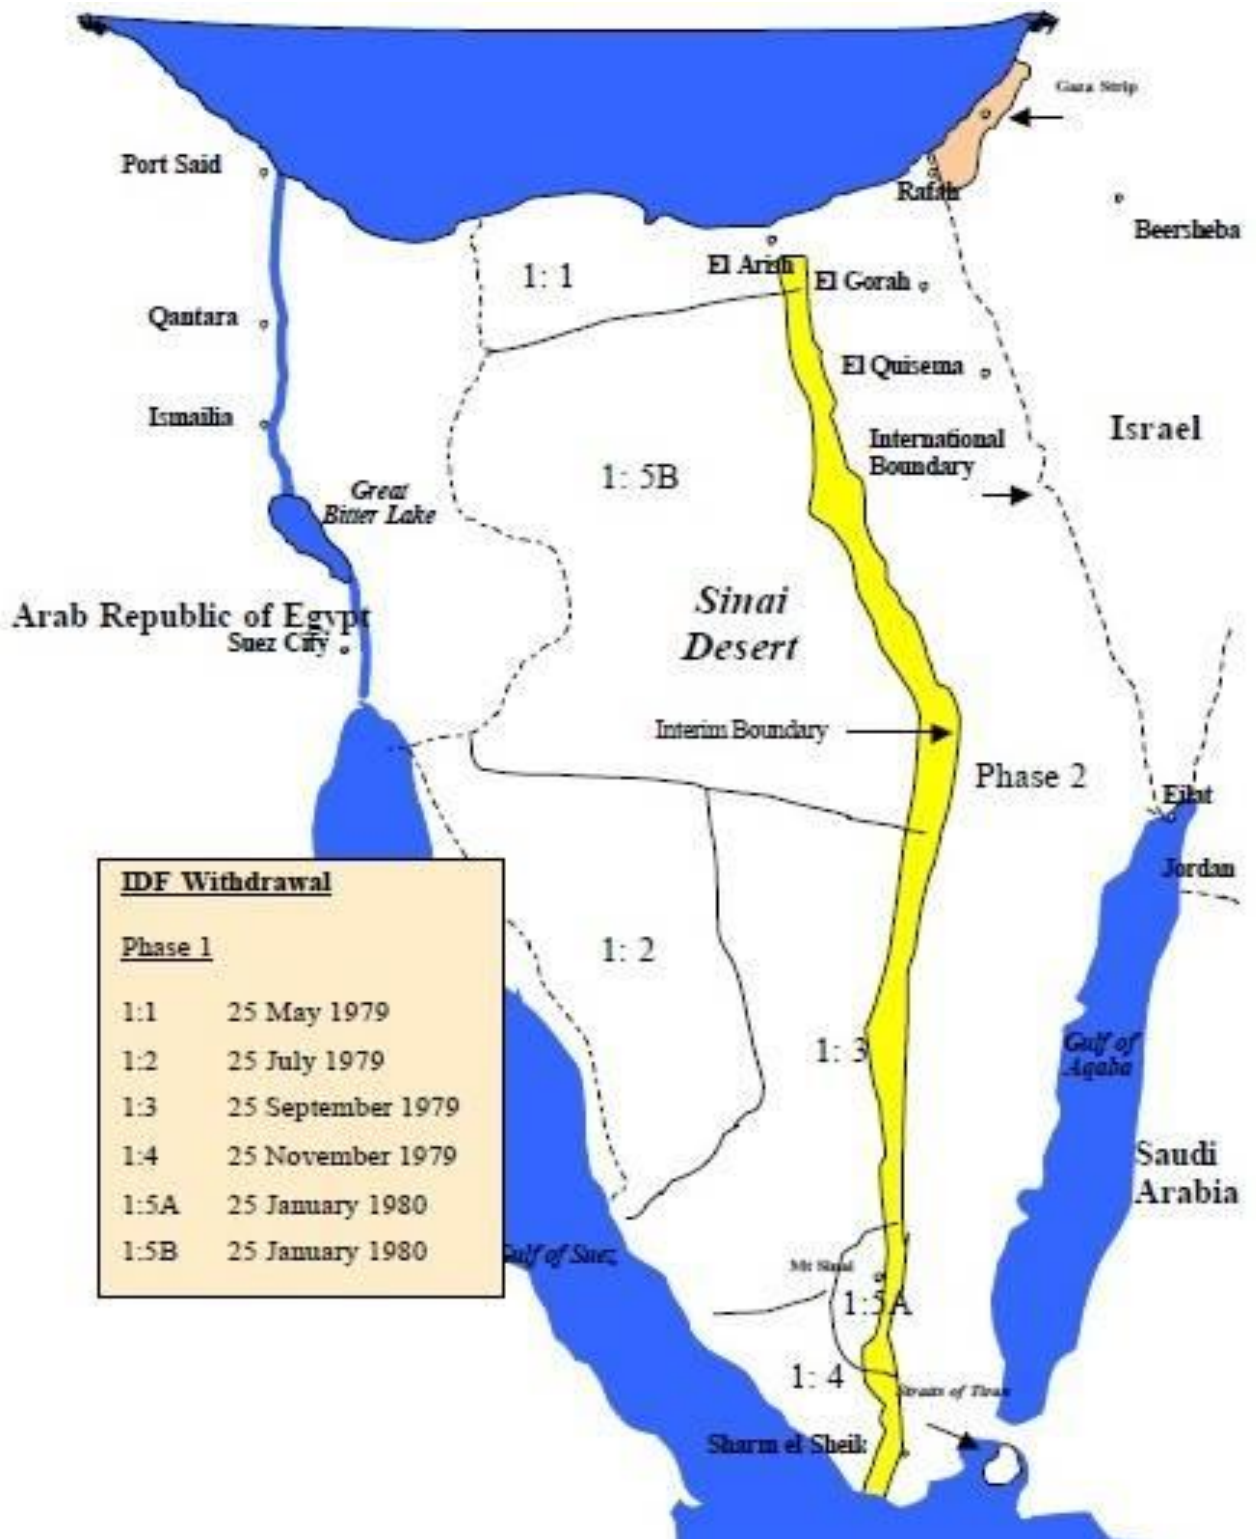 Gaza Strip
Port Said
Rafah
Beersheba
El Arish
1: 1
El Gorah
Qantara
El Quisema
Ismailia
Israel
International
Boundary
1: 5B
Great
Bitter Lake
Sinai
Desert
Arab Republic of Egypt
Suez City
Interim Boundary
Phase 2
Eilat
Jordan
IDF Withdrawal
Phase 1
1:1 25 May 1979
1:2 25 July 1979
1:3 25 September 1979
1:4 25 November 1979
1:5A 25 January 1980
1:5B 25 January 1980
1: 2
1: 3
Gulf of
Aqaba
Saudi
Arabia
Gulf of Suez
Mt Sinai
1:5A
1: 4
Straits of Tiran
Sharm el Sheik